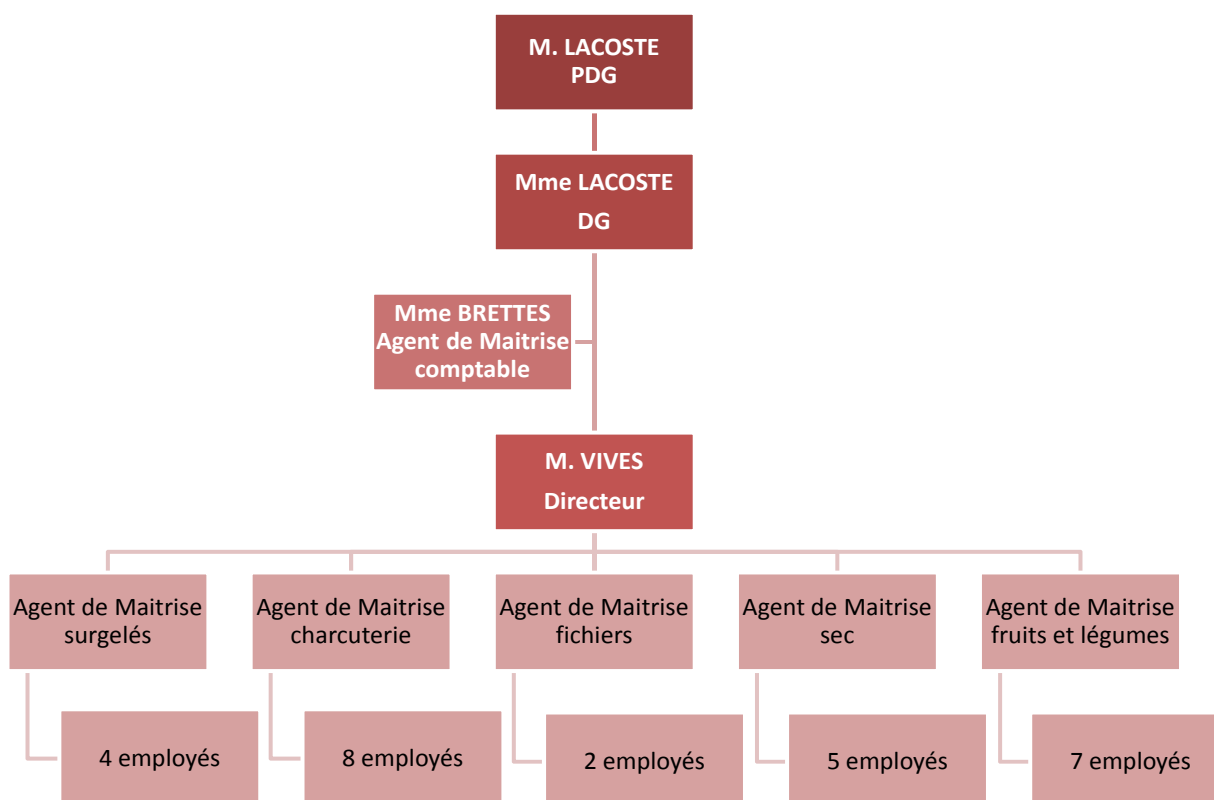 M. LACOSTE
PDG
Mme LACOSTE
DG
Mme BRETTES
Agent de Maitrise
comptable
M. VIVES
Directeur
Agent de Maitrise
surgelés
Agent de Maitrise
charcuterie
Agent de Maitrise
fichiers
Agent de Maitrise
sec
Agent de Maitrise
fruits et légumes
4 employés
8 employés
2 employés
5 employés
7 employés